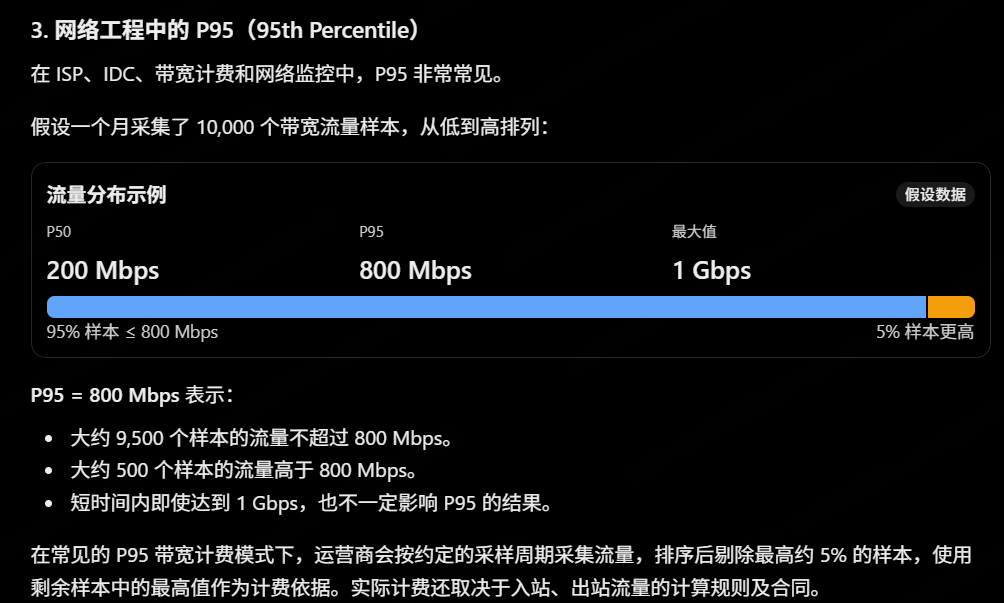 3. 网络工程中的 P95（95th Percentile）
在 ISP、IDC、带宽计费和网络监控中，P95 非常常见。
假设一个月采集了 10,000 个带宽流量样本，从低到高排列：
流量分布示例
假设数据
P50
P95
最大值
200 Mbps
800 Mbps
1 Gbps
95% 样本 ≤ 800 Mbps
5% 样本更高
P95 = 800 Mbps 表示：
• 大约 9,500 个样本的流量不超过 800 Mbps。
• 大约 500 个样本的流量高于 800 Mbps。
• 短时间内即使达到 1 Gbps，也不一定影响 P95 的结果。
在常见的 P95 带宽计费模式下，运营商会按约定的采样周期采集流量，排序后剔除最高约 5% 的样本，使用
剩余样本中的最高值作为计费依据。实际计费还取决于入站、出站流量的计算规则及合同。